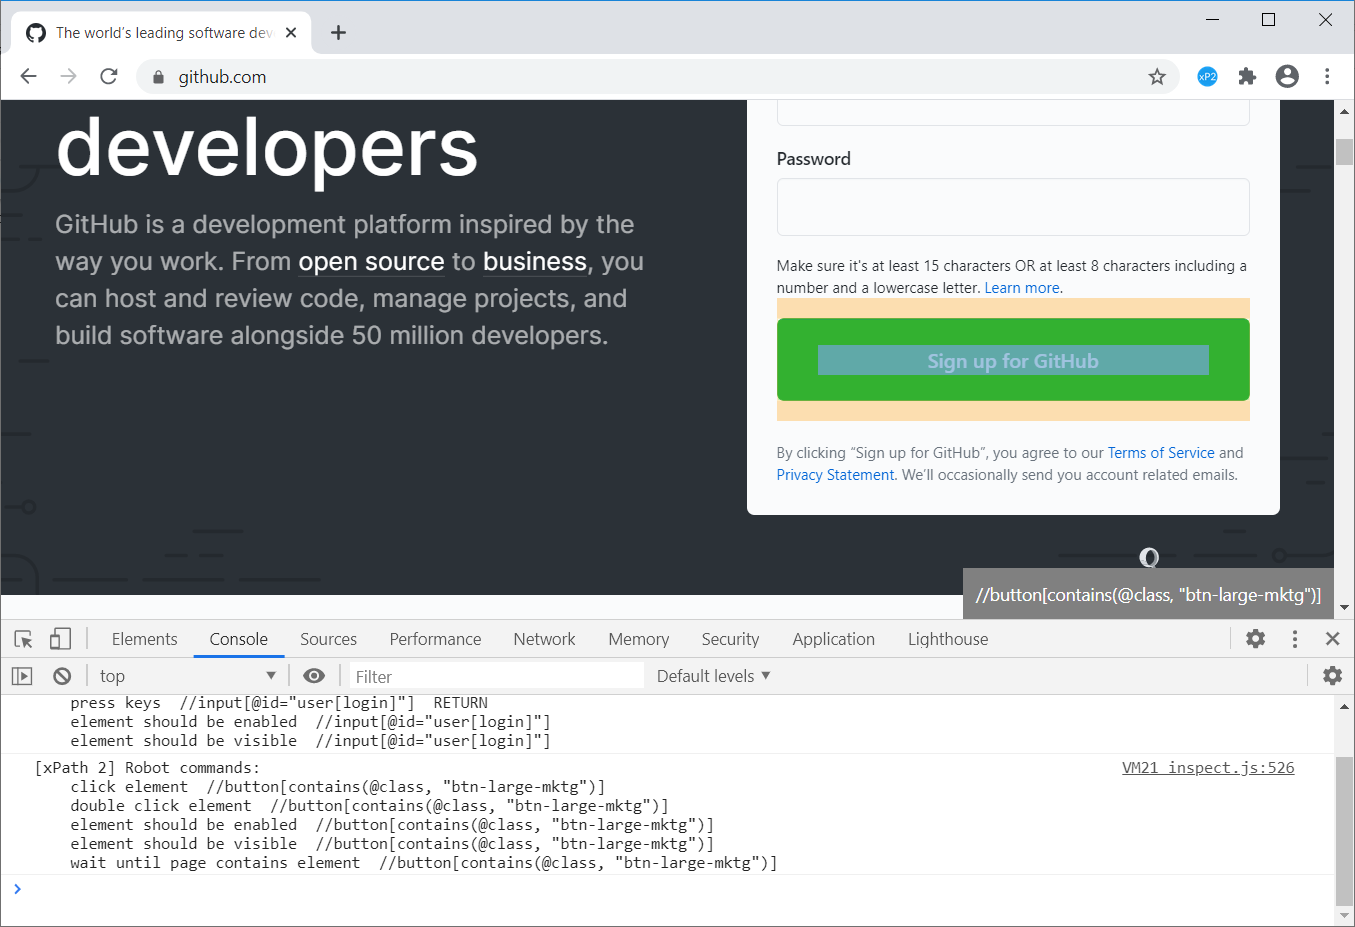 The world's leading software dev
github.com
xP2
developers
GitHub is a development platform inspired by the
way you work. From open source to business, you
can host and review code, manage projects, and
build software alongside 50 million developers.
Password
Make sure it's at least 15 characters OR at least 8 characters including a
number and a lowercase letter. Learn more.
Sign up for GitHub
By clicking “Sign up for GitHub”, you agree to our Terms of Service and
Privacy Statement. We'll occasionally send you account related emails.
//button[contains(@class, "btn-large-mktg")]
Elements Console Sources Performance Network Memory Security Application Lighthouse
top Filter Default levels
press keys  //input[@id="user[login]"]  RETURN
element should be enabled  //input[@id="user[login]"]
element should be visible  //input[@id="user[login]"]
[xPath 2] Robot commands: VM21 inspect.js:526
click element  //button[contains(@class, "btn-large-mktg")]
double click element  //button[contains(@class, "btn-large-mktg")]
element should be enabled  //button[contains(@class, "btn-large-mktg")]
element should be visible  //button[contains(@class, "btn-large-mktg")]
wait until page contains element  //button[contains(@class, "btn-large-mktg")]